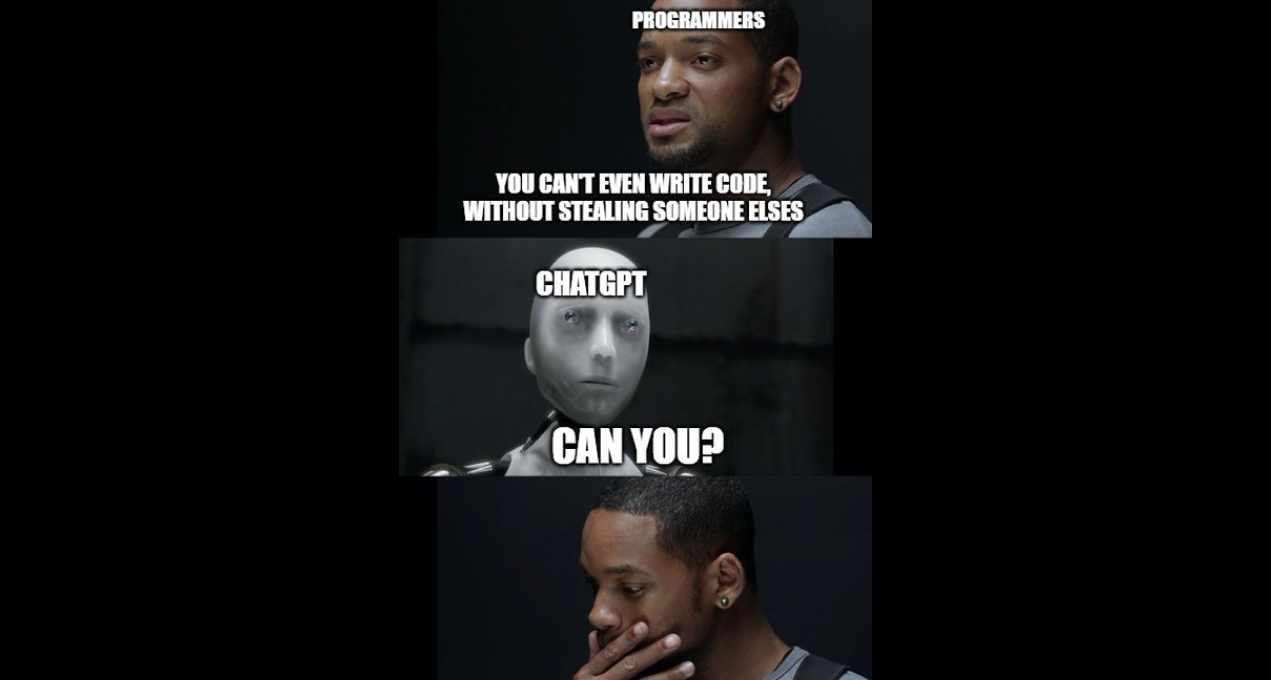 PROGRAMMERS
YOU CAN'T EVEN WRITE CODE,
WITHOUT STEALING SOMEONE ELSES
CHATGPT
CAN YOU?